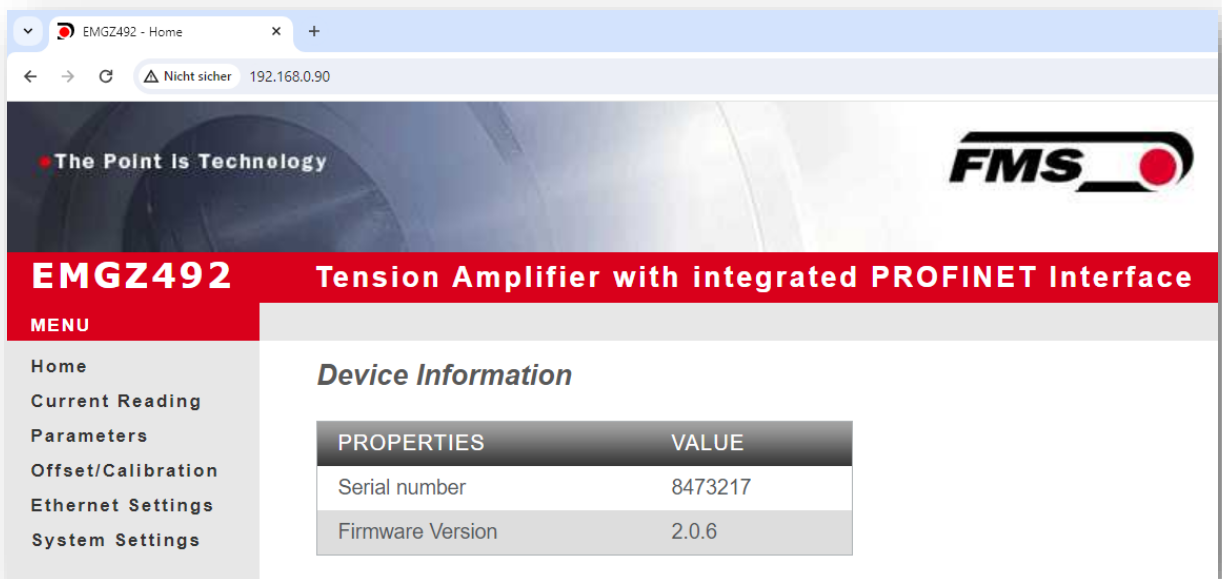 EMGZ492 - Home
Nicht sicher 192.168.0.90
The Point is Technology
FMS
EMGZ492 Tension Amplifier with integrated PROFINET Interface
MENU
Home
Current Reading
Parameters
Offset/Calibration
Ethernet Settings
System Settings
Device Information
PROPERTIES VALUE
Serial number 8473217
Firmware Version 2.0.6